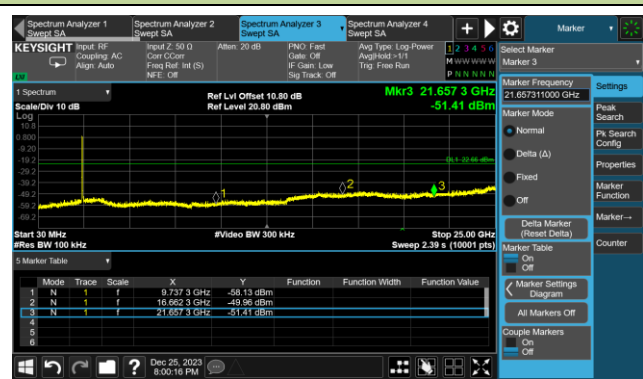 Spectrum Analyzer 1
Swept SA
Spectrum Analyzer 2
Swept SA
Spectrum Analyzer 3
Swept SA
Spectrum Analyzer 4
Swept SA
Marker
KEYSIGHT
Input: RF
Coupling: AC
Align: Auto
Input Z: 50 Ω
Corr CCorr
Freq Ref: Int (S)
NFE: Off
Atten: 20 dB
PNO: Fast
Gate: Off
IF Gain: Low
Sig Track: Off
Avg Type: Log-Power
Avg|Hold:>1/1
Trig: Free Run
1 2 3 4 5 6
M W W W W W
P N N N N N
LV
Select Marker
Marker 3
1 Spectrum
Scale/Div 10 dB
Ref Lvl Offset 10.80 dB
Ref Level 20.80 dBm
Mkr3 21.657 3 GHz
-51.41 dBm
Log
10.8
0.800
-9.20
-19.2
-29.2
-39.2
-49.2
-59.2
-69.2
DL1 -22.66 dBm
1
2
3
Start 30 MHz
#Res BW 100 kHz
#Video BW 300 kHz
Stop 25.00 GHz
Sweep 2.39 s (10001 pts)
5 Marker Table
Mode Trace Scale X Y Function Function Width Function Value
1 N 1 f 9.737 3 GHz -58.13 dBm
2 N 1 f 16.662 3 GHz -49.96 dBm
3 N 1 f 21.657 3 GHz -51.41 dBm
4
5
6
Marker Frequency
21.657311000 GHz
Marker Mode
Normal
Delta (Δ)
Fixed
Off
Delta Marker
(Reset Delta)
Marker Table
On
Off
Marker Settings
Diagram
All Markers Off
Couple Markers
On
Off
Settings
Peak
Search
Pk Search
Config
Properties
Marker
Function
Marker→
Counter
?
Dec 25, 2023
8:00:16 PM